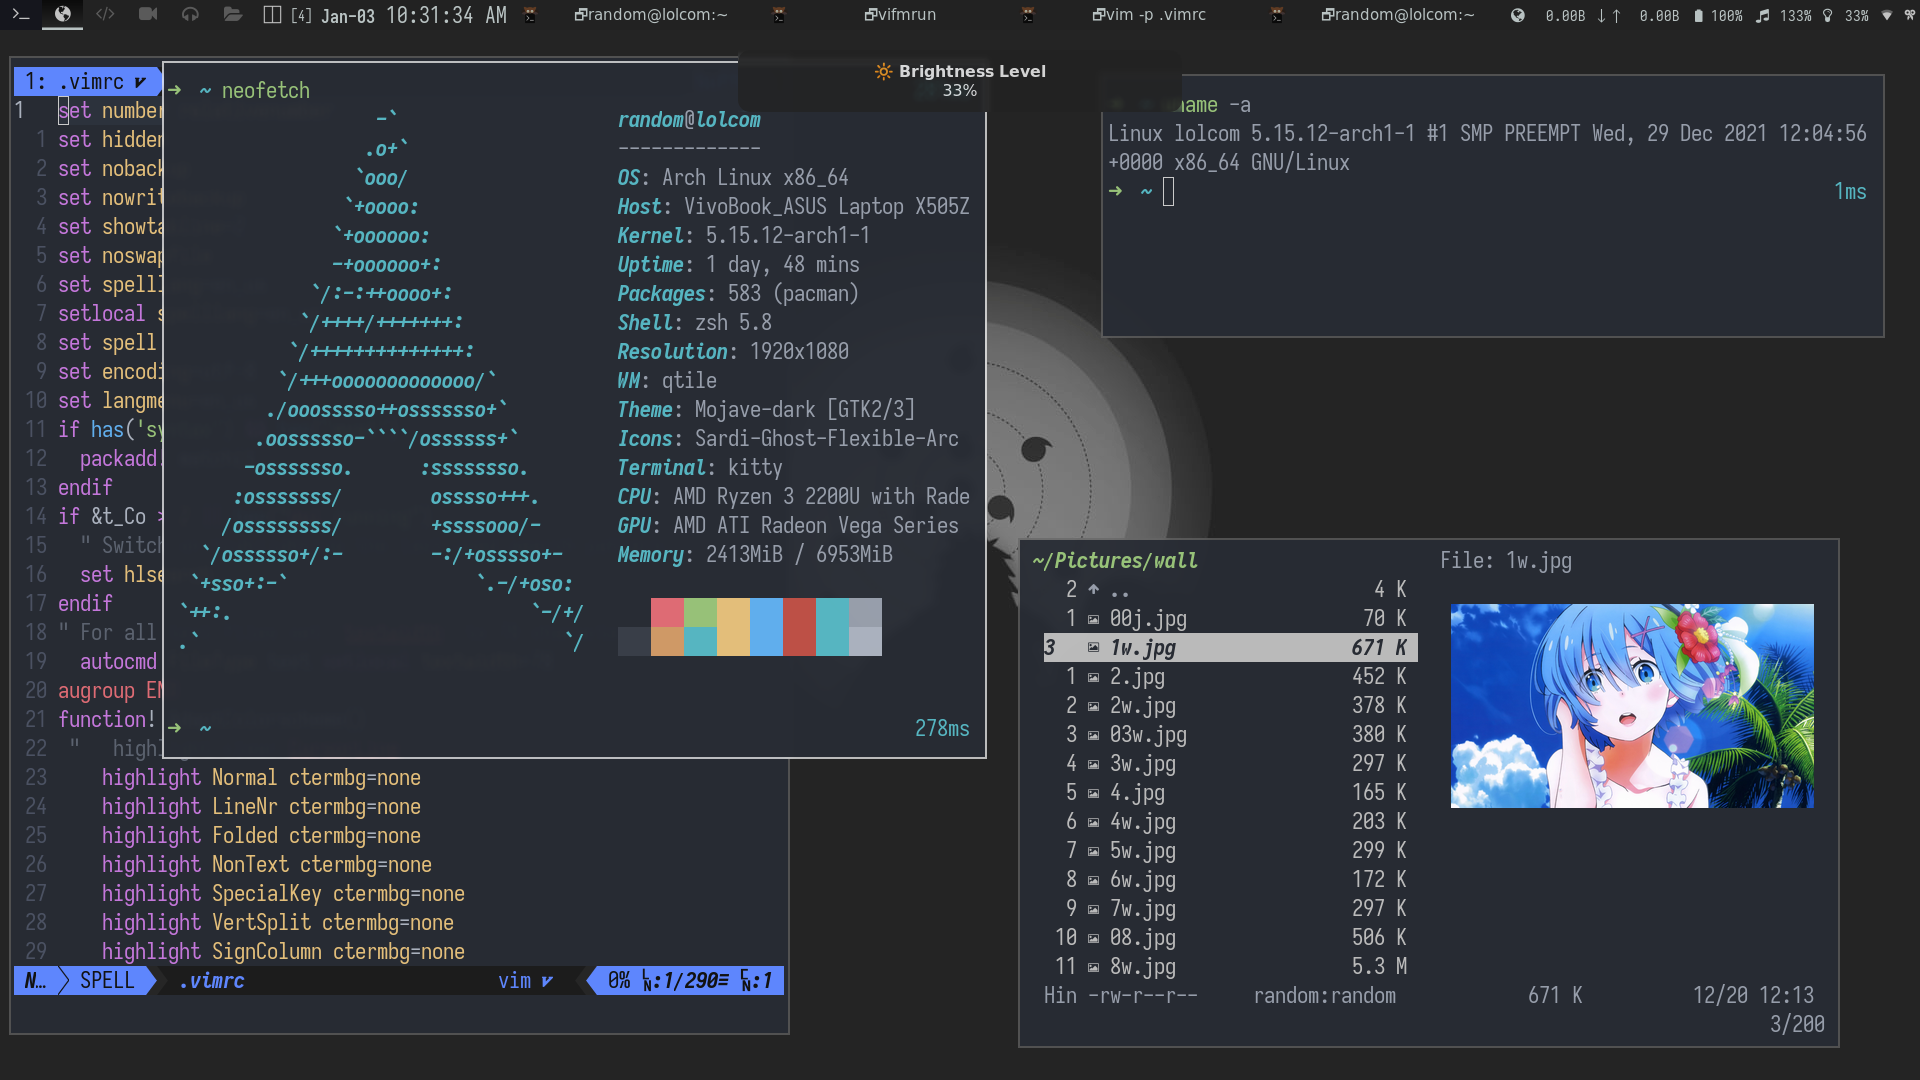 [4] Jan-03 10:31:34 AM random@lolcom:~ vifmrun vim -p .vimrc random@lolcom:~ 0.00B ↓↑ 0.00B 100% 133% 33%
Brightness Level
33%
1: .vimrc
1 set number
1 set hidden
2 set noback
3 set nowrit
4 set showta
5 set noswap
6 set spell
7 setlocal s
8 set spell
9 set encodi
10 set langme
11 if has('sy
12 packadd
13 endif
14 if &t_Co >
15 " Switch
16 set hlse
17 endif
18 " For all
19 autocmd
20 augroup EN
21 function!
22 " highl
23 highlight Normal ctermbg=none
24 highlight LineNr ctermbg=none
25 highlight Folded ctermbg=none
26 highlight NonText ctermbg=none
27 highlight SpecialKey ctermbg=none
28 highlight VertSplit ctermbg=none
29 highlight SignColumn ctermbg=none
N… SPELL .vimrc vim 0% LN:1/290≡ CN:1
➜ ~ neofetch
-`
.o+`
`ooo/
`+oooo:
`+oooooo:
-+oooooo+:
`/:-:++oooo+:
`/++++/+++++++:
`/++++++++++++++:
`/+++ooooooooooooo/`
./ooosssso++osssssso+`
.oossssso-````/ossssss+`
-osssssso. :ssssssso.
:osssssss/ osssso+++.
/ossssssss/ +ssssooo/-
`/ossssso+/:- -:/+osssso+-
`+sso+:-` `.-/+oso:
`++:. `-/+/
.` `/
random@lolcom
-------------
OS: Arch Linux x86_64
Host: VivoBook_ASUS Laptop X505Z
Kernel: 5.15.12-arch1-1
Uptime: 1 day, 48 mins
Packages: 583 (pacman)
Shell: zsh 5.8
Resolution: 1920x1080
WM: qtile
Theme: Mojave-dark [GTK2/3]
Icons: Sardi-Ghost-Flexible-Arc
Terminal: kitty
CPU: AMD Ryzen 3 2200U with Rade
GPU: AMD ATI Radeon Vega Series
Memory: 2413MiB / 6953MiB
➜ ~ 278ms
name -a
Linux lolcom 5.15.12-arch1-1 #1 SMP PREEMPT Wed, 29 Dec 2021 12:04:56
+0000 x86_64 GNU/Linux
➜ ~ 1ms
~/Pictures/wall File: 1w.jpg
2 ↑ .. 4 K
1 00j.jpg 70 K
3 1w.jpg 671 K
1 2.jpg 452 K
2 2w.jpg 378 K
3 03w.jpg 380 K
4 3w.jpg 297 K
5 4.jpg 165 K
6 4w.jpg 203 K
7 5w.jpg 299 K
8 6w.jpg 172 K
9 7w.jpg 297 K
10 08.jpg 506 K
11 8w.jpg 5.3 M
Hin -rw-r--r-- random:random 671 K 12/20 12:13
3/200